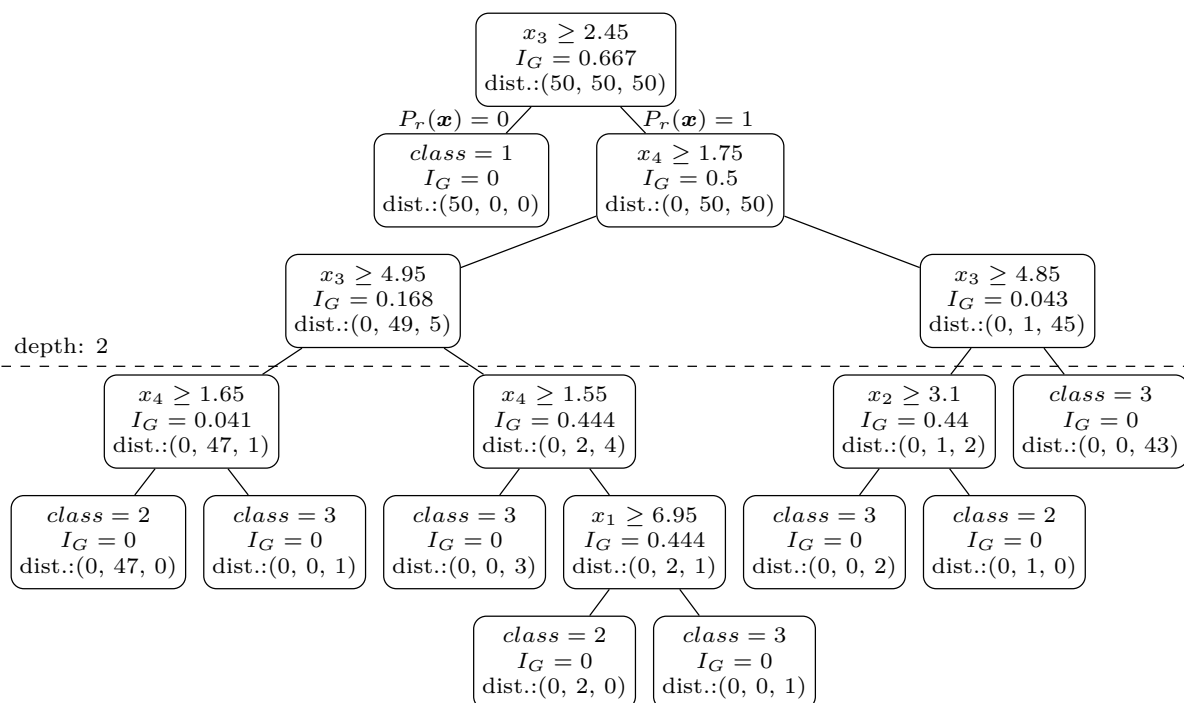 x₃ ≥ 2.45
I_G = 0.667
dist.:(50, 50, 50)
P_r(𝒙) = 0
P_r(𝒙) = 1
class = 1
I_G = 0
dist.:(50, 0, 0)
x₄ ≥ 1.75
I_G = 0.5
dist.:(0, 50, 50)
x₃ ≥ 4.95
I_G = 0.168
dist.:(0, 49, 5)
x₃ ≥ 4.85
I_G = 0.043
dist.:(0, 1, 45)
depth: 2
x₄ ≥ 1.65
I_G = 0.041
dist.:(0, 47, 1)
x₄ ≥ 1.55
I_G = 0.444
dist.:(0, 2, 4)
x₂ ≥ 3.1
I_G = 0.44
dist.:(0, 1, 2)
class = 3
I_G = 0
dist.:(0, 0, 43)
class = 2
I_G = 0
dist.:(0, 47, 0)
class = 3
I_G = 0
dist.:(0, 0, 1)
class = 3
I_G = 0
dist.:(0, 0, 3)
x₁ ≥ 6.95
I_G = 0.444
dist.:(0, 2, 1)
class = 3
I_G = 0
dist.:(0, 0, 2)
class = 2
I_G = 0
dist.:(0, 1, 0)
class = 2
I_G = 0
dist.:(0, 2, 0)
class = 3
I_G = 0
dist.:(0, 0, 1)